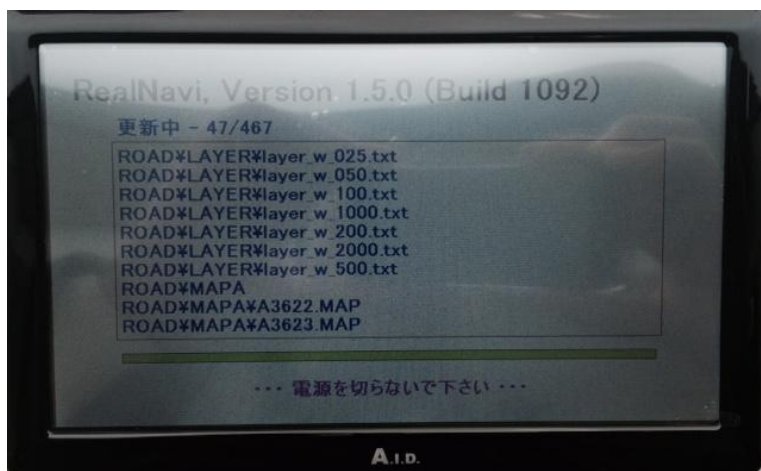 RealNavi, Version 1.5.0 (Build 1092)
更新中 - 47/467
ROAD¥LAYER¥layer_w_025.txt
ROAD¥LAYER¥layer_w_050.txt
ROAD¥LAYER¥layer_w_100.txt
ROAD¥LAYER¥layer_w_1000.txt
ROAD¥LAYER¥layer_w_200.txt
ROAD¥LAYER¥layer_w_2000.txt
ROAD¥LAYER¥layer_w_500.txt
ROAD¥MAPA
ROAD¥MAPA¥A3622.MAP
ROAD¥MAPA¥A3623.MAP
··· 電源を切らないで下さい ···
A.I.D.